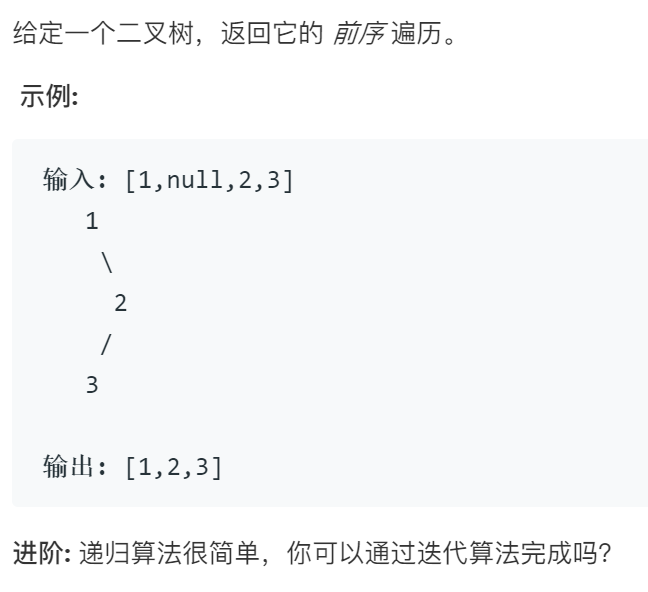 给定一个二叉树，返回它的 前序 遍历。
示例:
输入: [1,null,2,3]
1
\
2
/
3
输出: [1,2,3]
进阶: 递归算法很简单，你可以通过迭代算法完成吗？